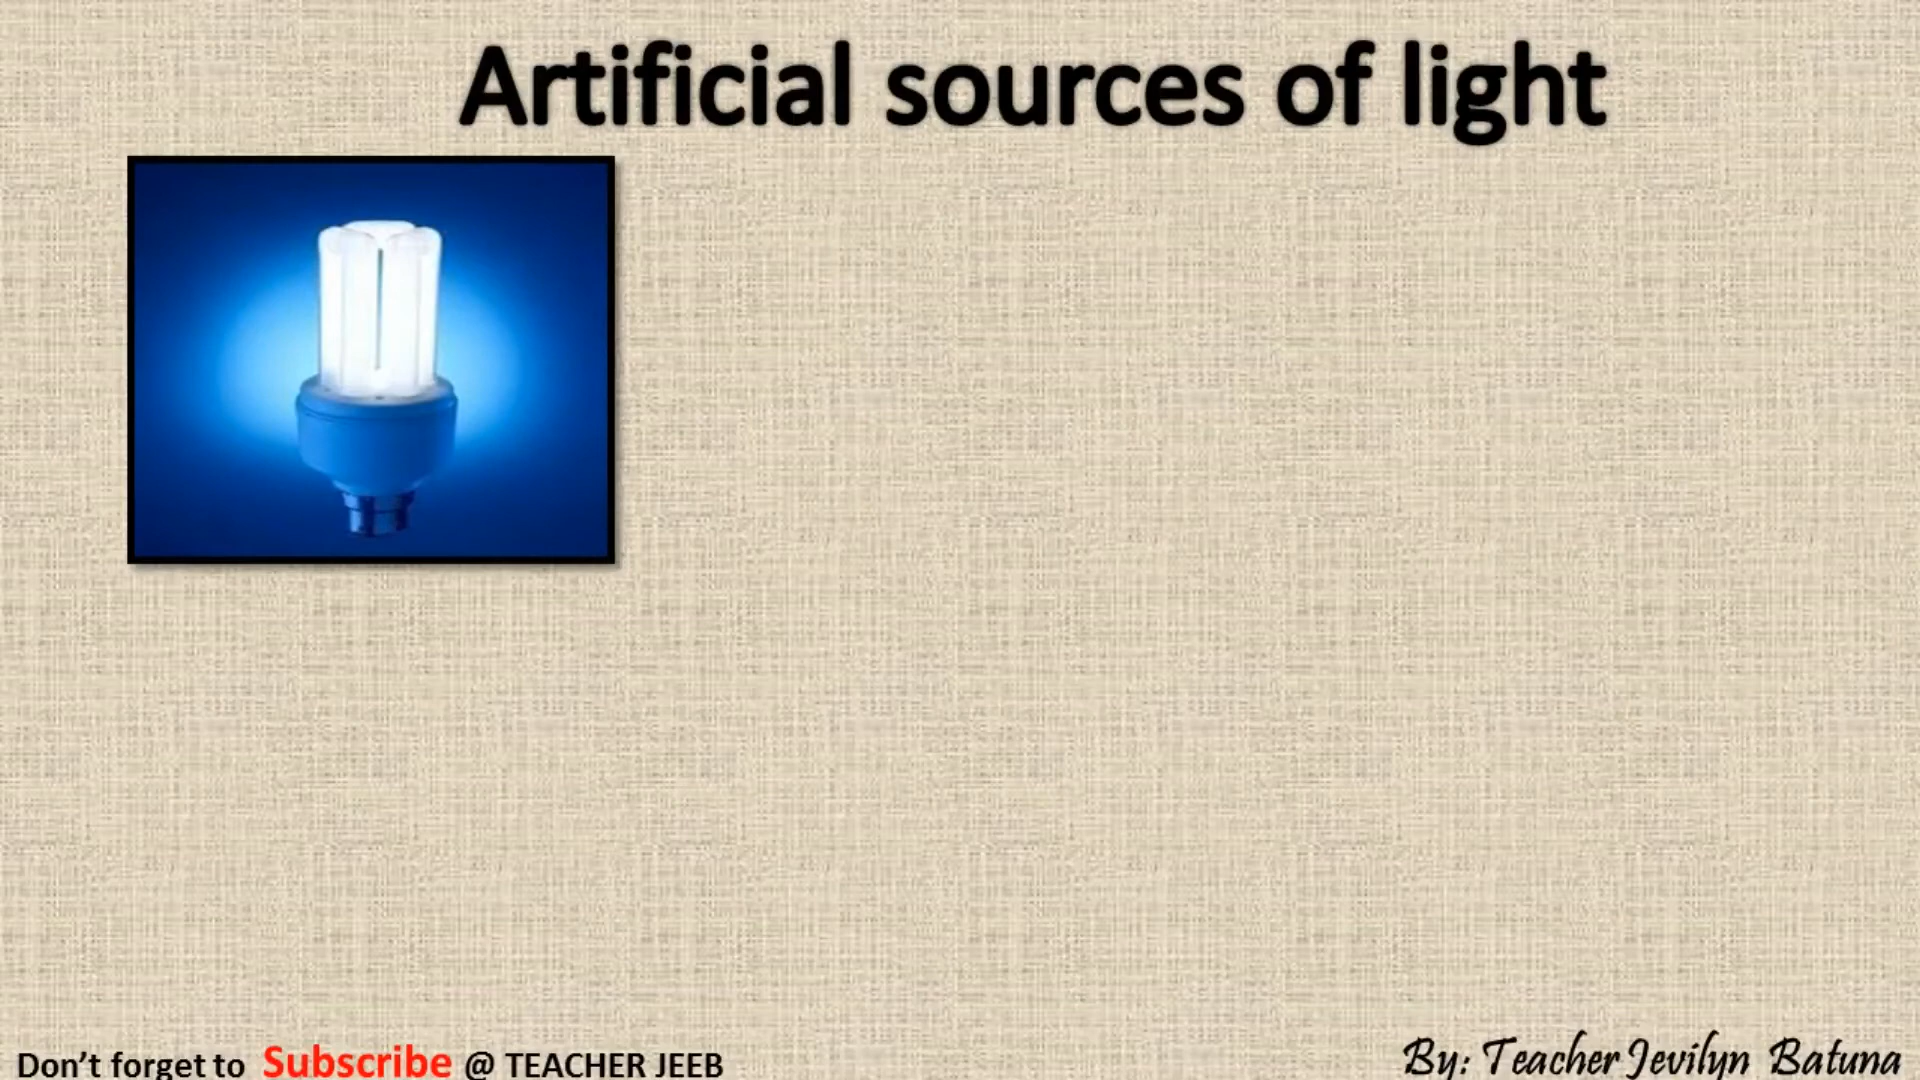 Artificial sources of light
Don't forget to Subscribe @ TEACHER JEEB
By: Teacher Jevilyn Batuna